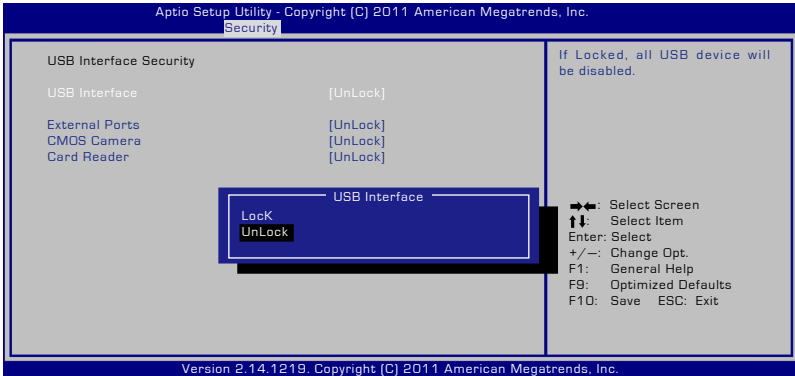 Aptio Setup Utility - Copyright (C) 2011 American Megatrends, Inc.
Security
USB Interface Security
USB Interface [UnLock]
External Ports [UnLock]
CMOS Camera [UnLock]
Card Reader [UnLock]
USB Interface
LocK
UnLock
If Locked, all USB device will
be disabled.
→←: Select Screen
↑↓: Select Item
Enter: Select
+/—: Change Opt.
F1: General Help
F9: Optimized Defaults
F10: Save ESC: Exit
Version 2.14.1219. Copyright (C) 2011 American Megatrends, Inc.